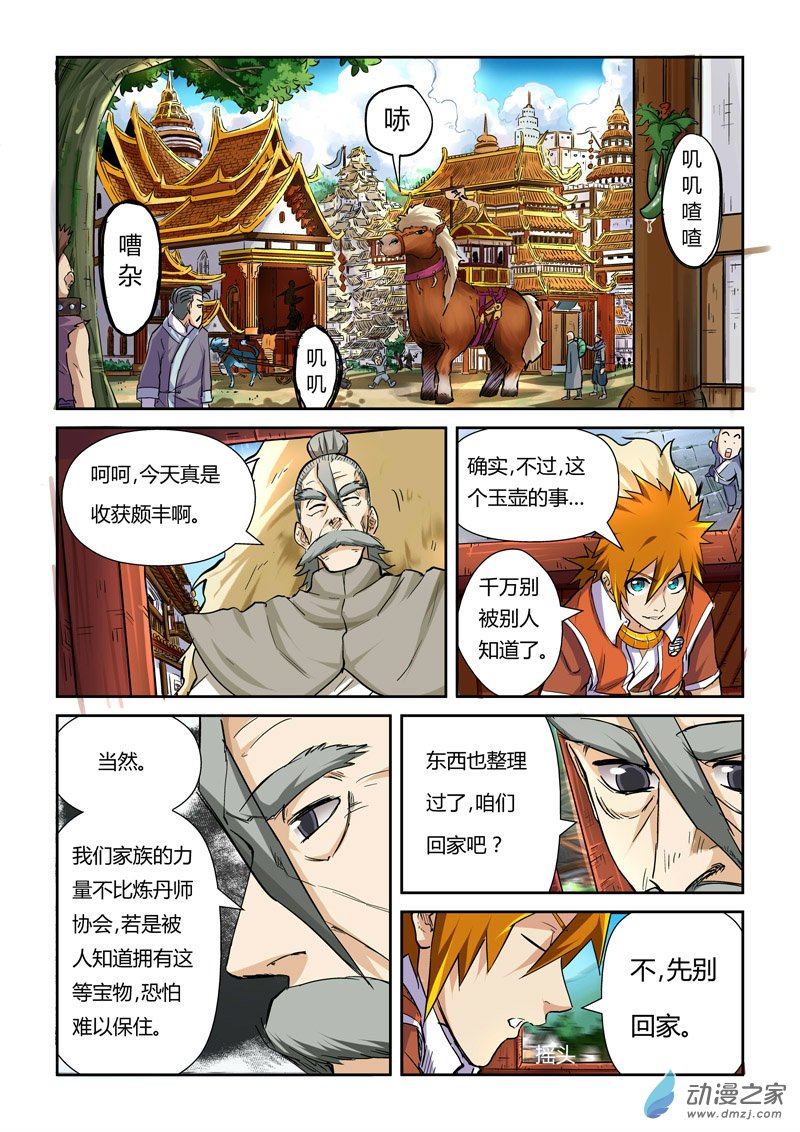 哧
叽叽喳喳
嘈杂
叽叽
呵呵,今天真是
收获颇丰啊。
确实,不过,这
个玉壶的事…
千万别
被别人
知道了。
当然。
我们家族的力
量不比炼丹师
协会,若是被
人知道拥有这
等宝物,恐怕
难以保住。
东西也整理
过了,咱们
回家吧？
不,先别
回家。
摇头
动漫之家
www.dmzj.com